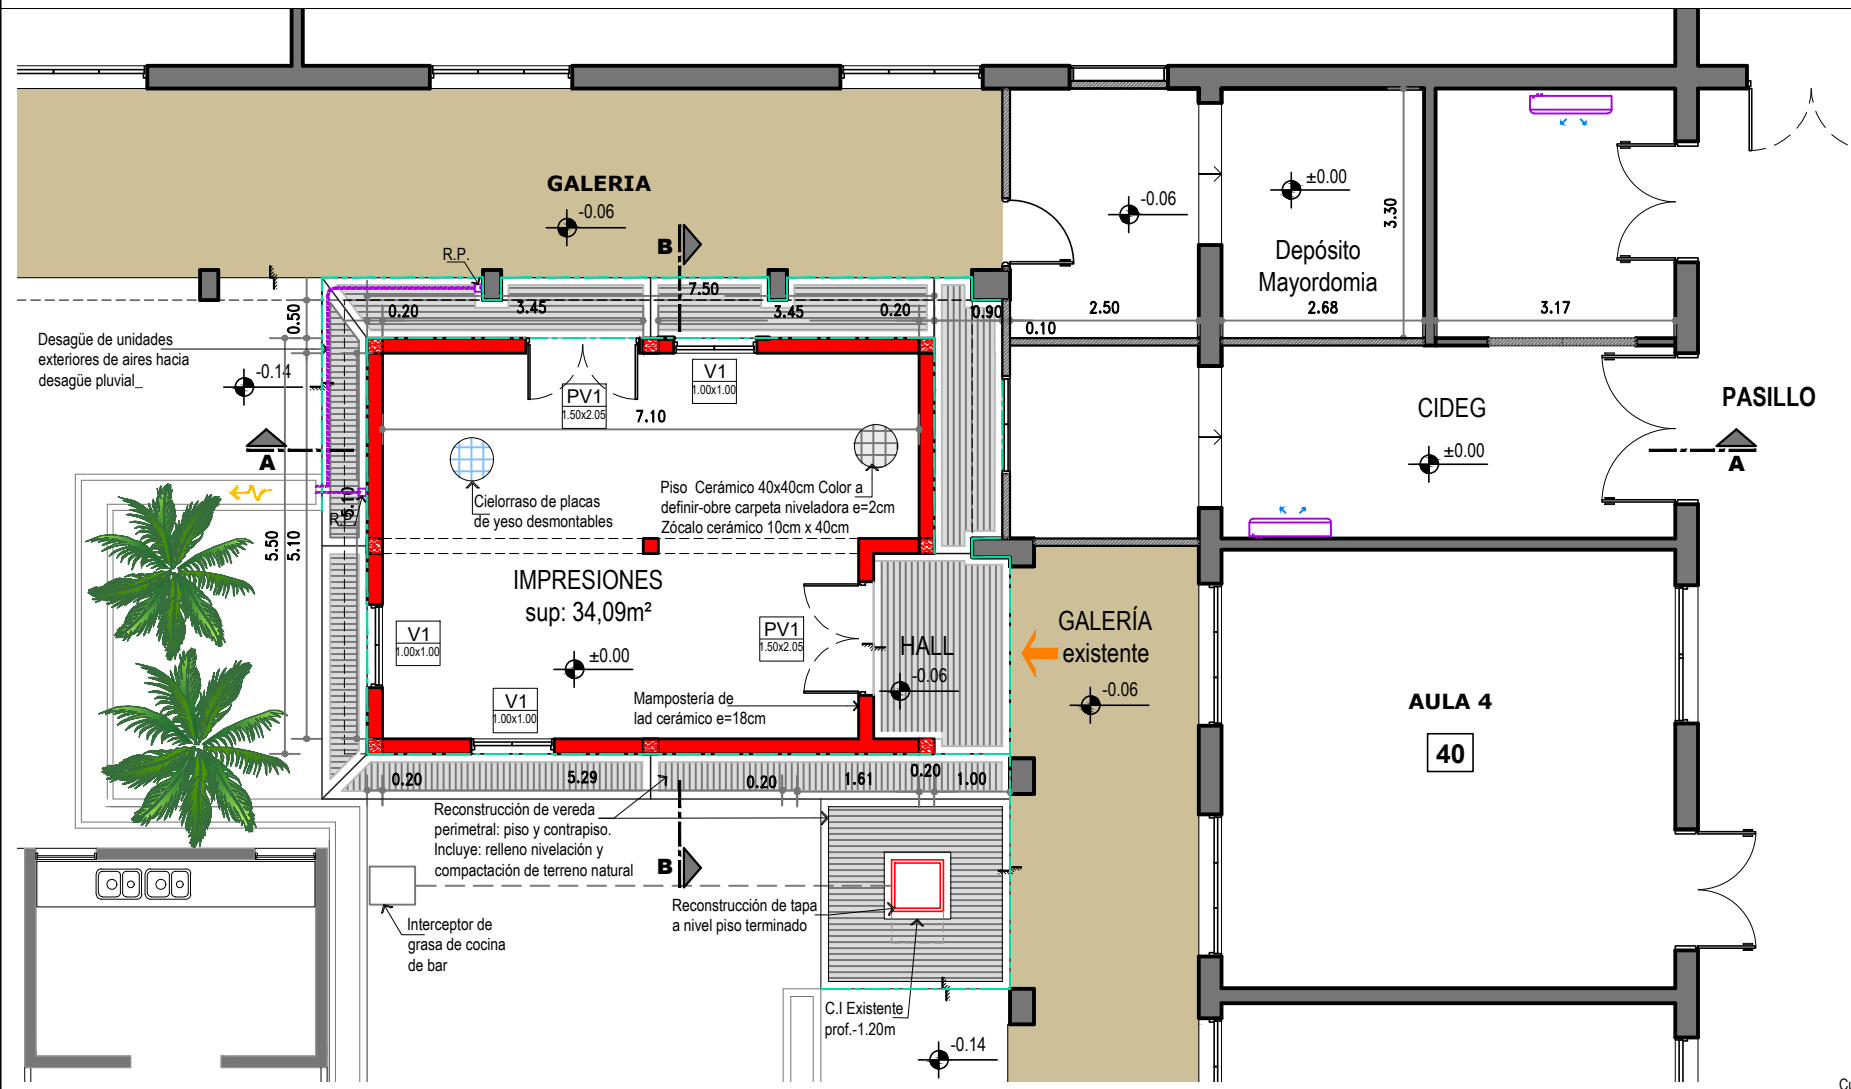 GALERIA
-0.06
B
R.P.
7.50
0.20
3.45
3.45
0.20
0.90
0.50
-0.06
±0.00
Depósito
Mayordomia
3.30
2.50
2.68
3.17
0.10
Desagüe de unidades
exteriores de aires hacia
desagüe pluvial_
-0.14
A
PV1
1.50x2.05
V1
1.00x1.00
7.10
CIDEG
±0.00
PASILLO
A
Cielorraso de placas
de yeso desmontables
Piso Cerámico 40x40cm Color a
definir-obre carpeta niveladora e=2cm
Zócalo cerámico 10cm x 40cm
5.10
R.P.
5.50
5.10
IMPRESIONES
sup: 34,09m²
±0.00
V1
1.00x1.00
PV1
1.50x2.05
HALL
-0.06
GALERÍA
existente
-0.06
V1
1.00x1.00
Mampostería de
lad cerámico e=18cm
AULA 4
40
0.20
5.29
0.20
1.61
0.20
1.00
Reconstrucción de vereda
perimetral: piso y contrapiso.
Incluye: relleno nivelación y
compactación de terreno natural
B
Interceptor de
grasa de cocina
de bar
Reconstrucción de tapa
a nivel piso terminado
C.I Existente
prof.-1.20m
-0.14